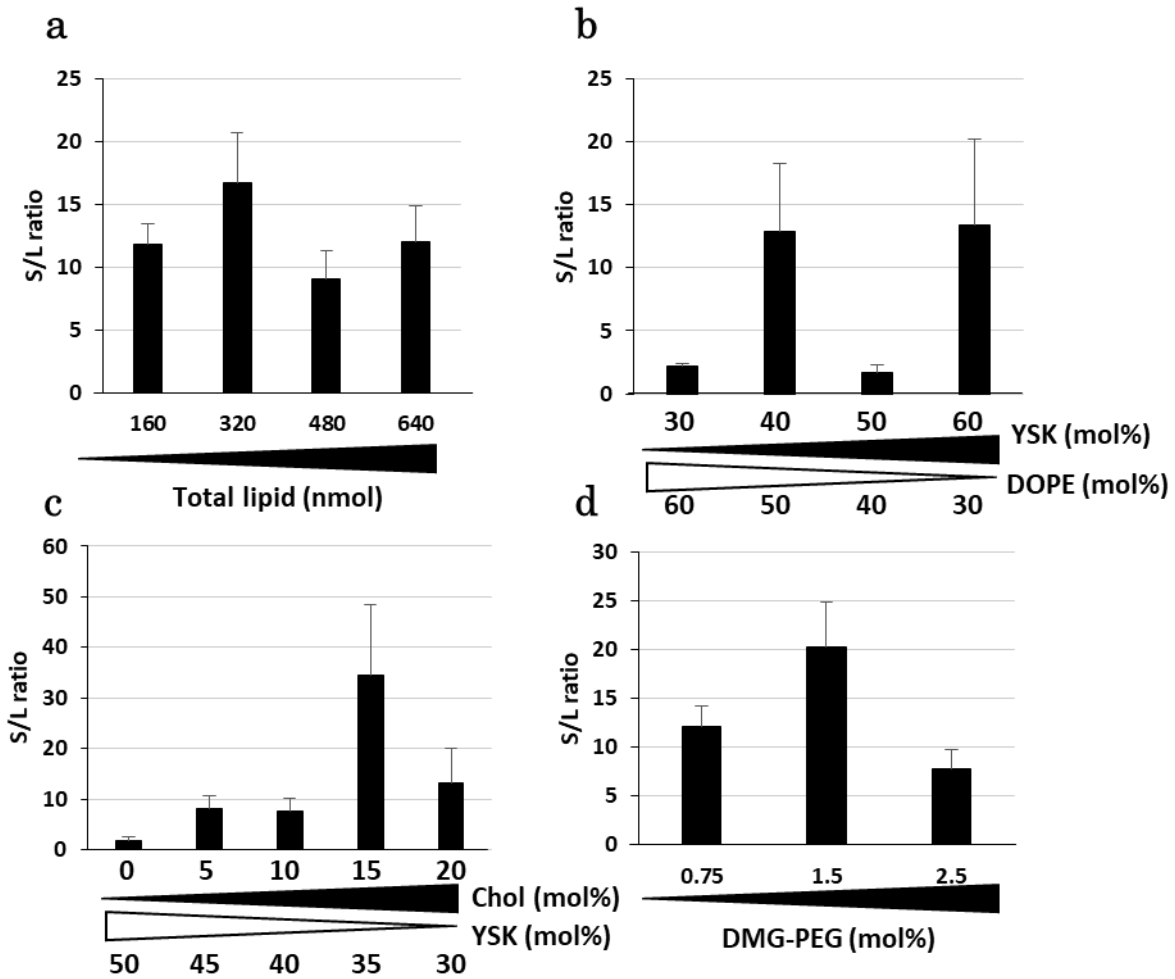 a
25
20
15
10
5
0
S/L ratio
160 320 480 640
Total lipid (nmol)
b
25
20
15
10
5
0
S/L ratio
30 40 50 60
YSK (mol%)
DOPE (mol%)
60 50 40 30
c
60
50
40
30
20
10
0
S/L ratio
0 5 10 15 20
Chol (mol%)
YSK (mol%)
50 45 40 35 30
d
30
25
20
15
10
5
0
S/L ratio
0.75 1.5 2.5
DMG-PEG (mol%)